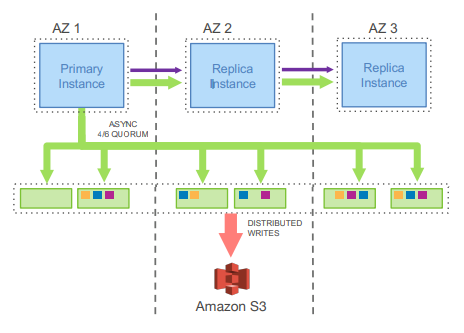 AZ 1
AZ 2
AZ 3
Primary
Instance
Replica
Instance
Replica
Instance
ASYNC
4/6 QUORUM
DISTRIBUTED
WRITES
Amazon S3